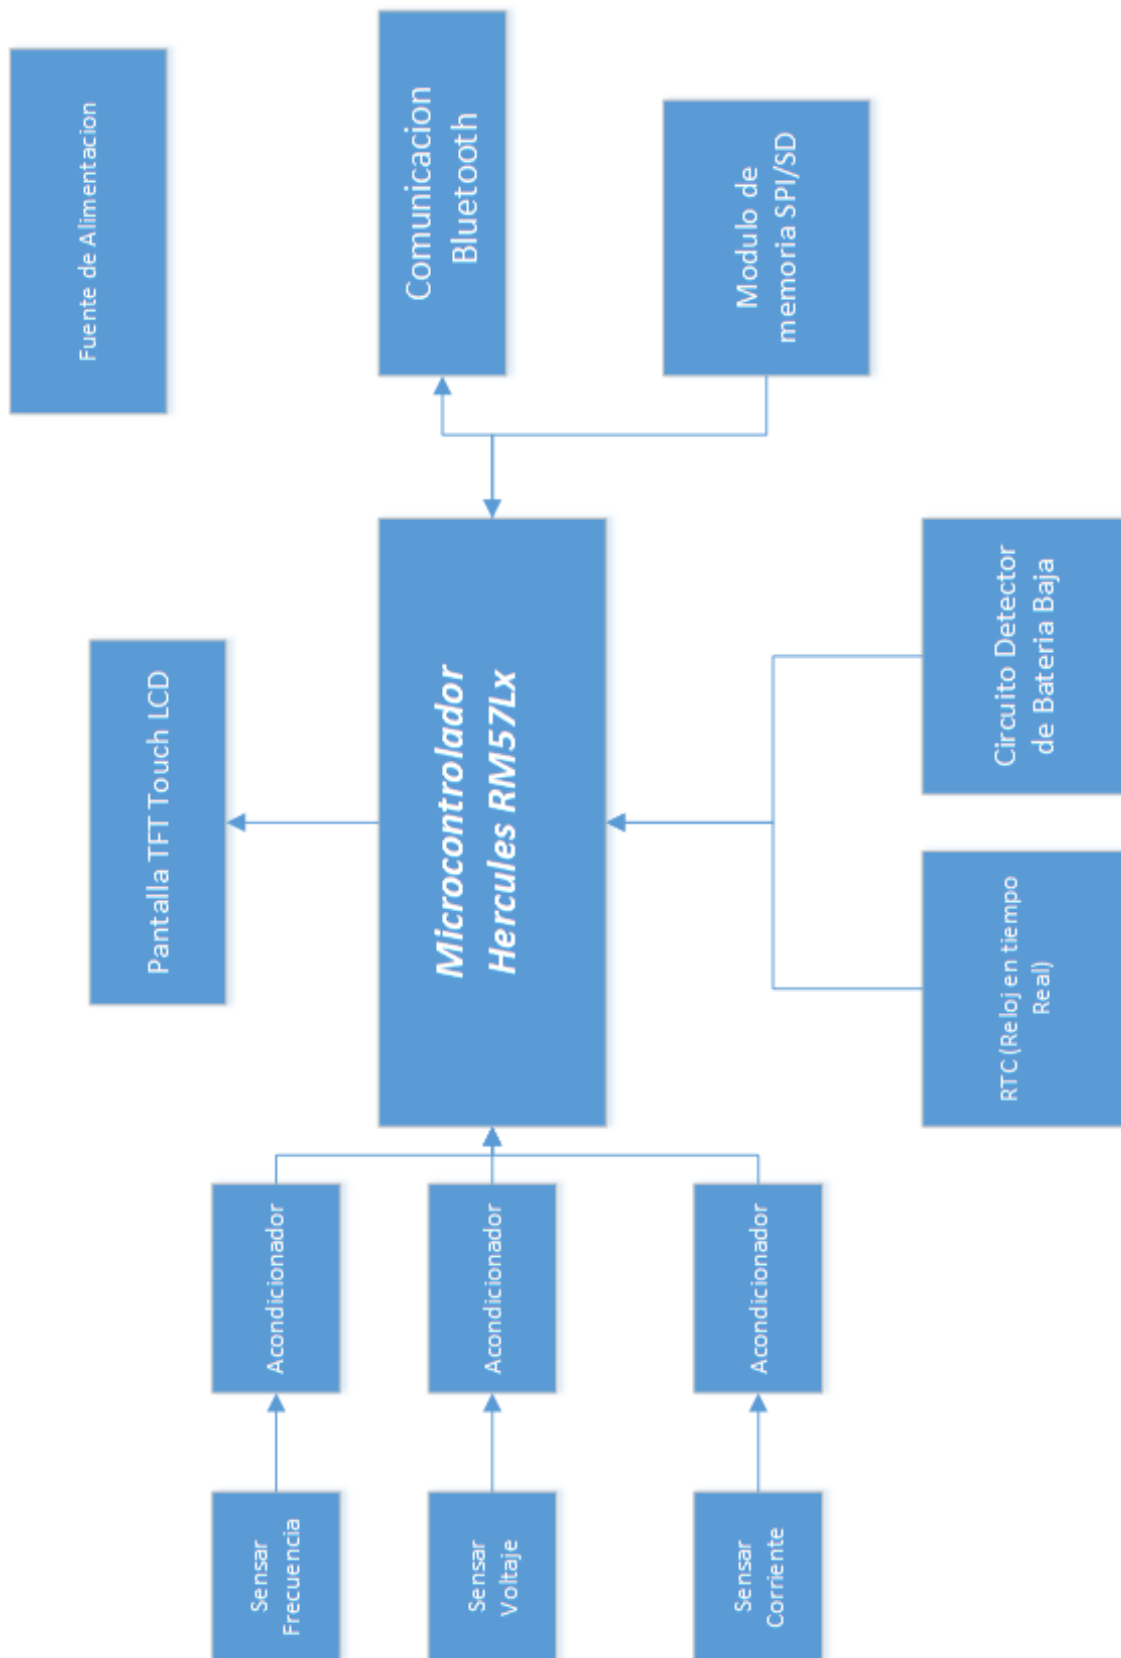 Fuente de Alimentacion
Pantalla TFT Touch LCD
Comunicacion
Bluetooth
Sensar
Frecuencia
Acondicionador
Sensar
Voltaje
Acondicionador
Microcontrolador
Hercules RM57Lx
Modulo de
memoria SPI/SD
Sensar
Corriente
Acondicionador
RTC (Reloj en tiempo
Real)
Circuito Detector
de Bateria Baja